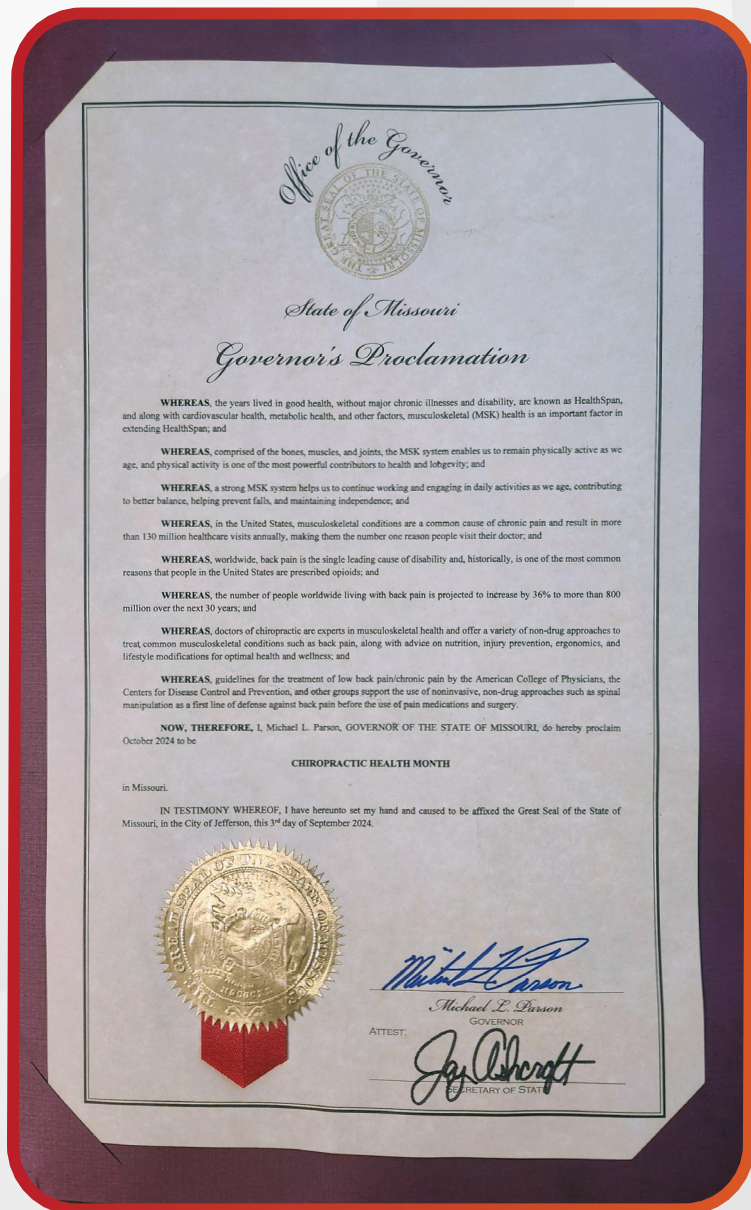 Office of the Governor
THE GREAT SEAL OF THE STATE OF MISSOURI
State of Missouri
Governor's Proclamation
WHEREAS, the years lived in good health, without major chronic illnesses and disability, are known as HealthSpan,
and along with cardiovascular health, metabolic health, and other factors, musculoskeletal (MSK) health is an important factor in
extending HealthSpan; and
WHEREAS, comprised of the bones, muscles, and joints, the MSK system enables us to remain physically active as we
age, and physical activity is one of the most powerful contributors to health and longevity; and
WHEREAS, a strong MSK system helps us to continue working and engaging in daily activities as we age, contributing
to better balance, helping prevent falls, and maintaining independence; and
WHEREAS, in the United States, musculoskeletal conditions are a common cause of chronic pain and result in more
than 130 million healthcare visits annually, making them the number one reason people visit their doctor; and
WHEREAS, worldwide, back pain is the single leading cause of disability and, historically, is one of the most common
reasons that people in the United States are prescribed opioids; and
WHEREAS, the number of people worldwide living with back pain is projected to increase by 36% to more than 800
million over the next 30 years; and
WHEREAS, doctors of chiropractic are experts in musculoskeletal health and offer a variety of non-drug approaches to
treat common musculoskeletal conditions such as back pain, along with advice on nutrition, injury prevention, ergonomics, and
lifestyle modifications for optimal health and wellness; and
WHEREAS, guidelines for the treatment of low back pain/chronic pain by the American College of Physicians, the
Centers for Disease Control and Prevention, and other groups support the use of noninvasive, non-drug approaches such as spinal
manipulation as a first line of defense against back pain before the use of pain medications and surgery.
NOW, THEREFORE, I, Michael L. Parson, GOVERNOR OF THE STATE OF MISSOURI, do hereby proclaim
October 2024 to be
CHIROPRACTIC HEALTH MONTH
in Missouri.
IN TESTIMONY WHEREOF, I have hereunto set my hand and caused to be affixed the Great Seal of the State of
Missouri, in the City of Jefferson, this 3rd day of September 2024.
THE GREAT SEAL OF THE STATE OF MISSOURI
Michael L. Parson
Michael L. Parson
GOVERNOR
ATTEST:
Jay Ashcroft
SECRETARY OF STATE